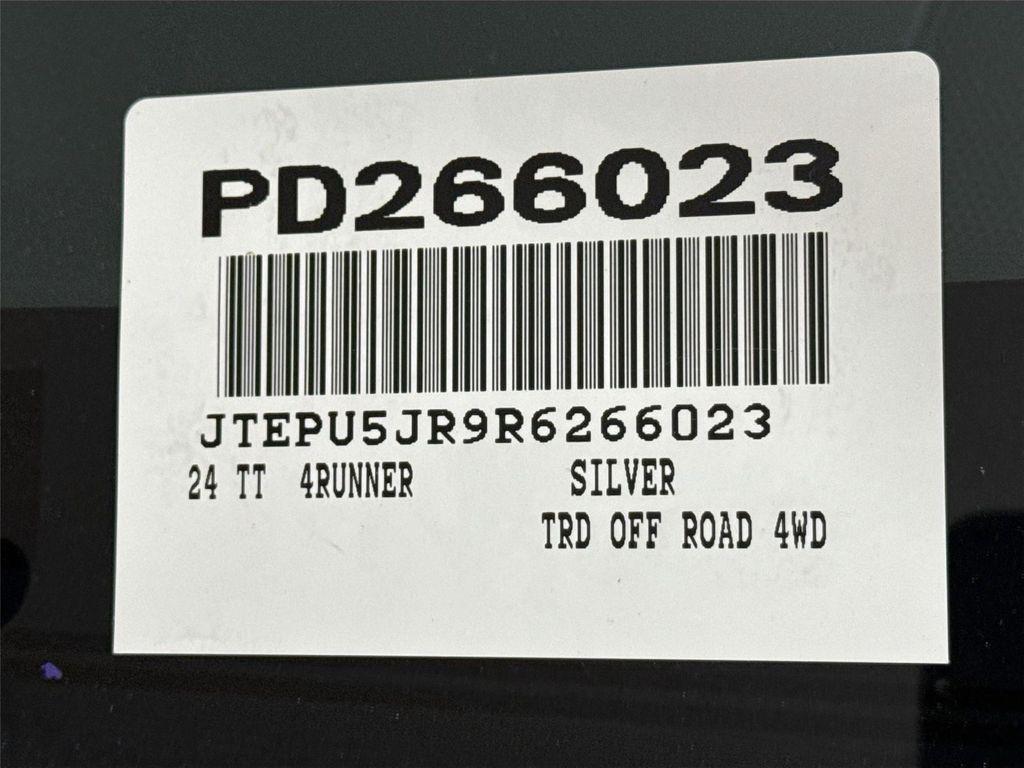 PD266023
JTEPU5JR9R6266023
24 TT 4RUNNER SILVER
TRD OFF ROAD 4WD